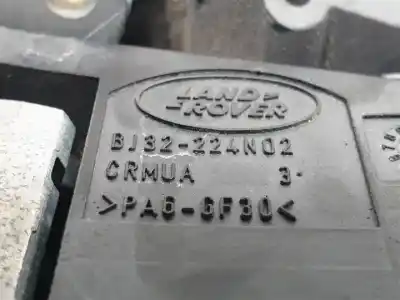 LAND-
-ROVER
BJ32-224N02
CRMUA 3
>PA6-GF30<